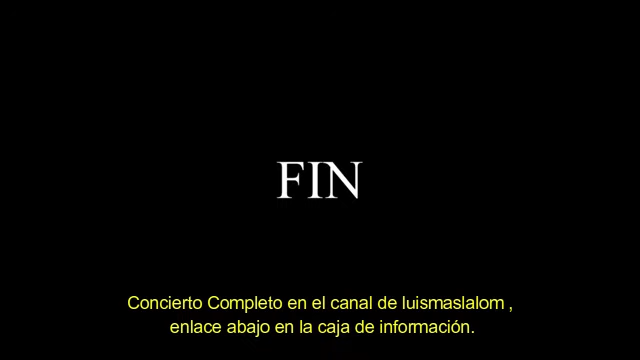 FIN
Concierto Completo en el canal de luismaslalom ,
enlace abajo en la caja de información.